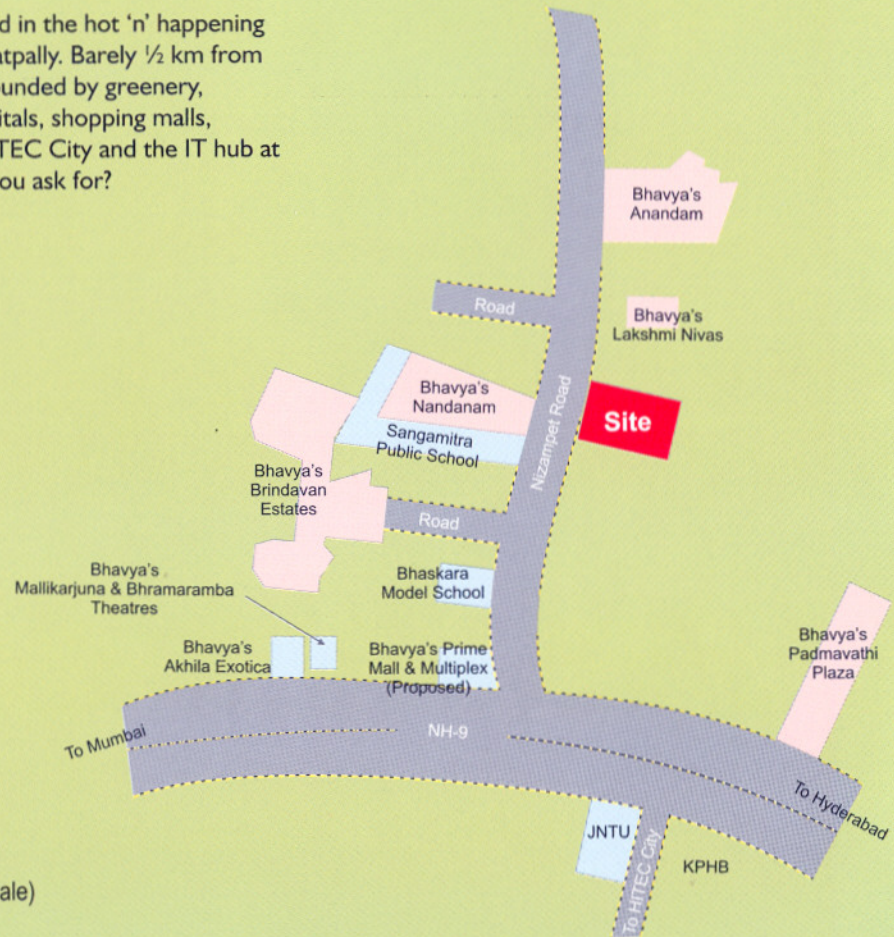 d in the hot ‘n’ happening
atpally. Barely ½ km from
unded by greenery,
itals, shopping malls,
TEC City and the IT hub at
ou ask for?
Bhavya's
Anandam
Road
Bhavya's
Lakshmi Nivas
Bhavya's
Nandanam
Site
Nizampet Road
Sangamitra
Public School
Bhavya's
Brindavan
Estates
Road
Bhaskara
Model School
Bhavya's
Mallikarjuna & Bhramaramba
Theatres
Bhavya's
Akhila Exotica
Bhavya's Prime
Mall & Multiplex
(Proposed)
Bhavya's
Padmavathi
Plaza
To Mumbai
NH-9
To Hyderabad
JNTU
To HITEC City
KPHB
ale)